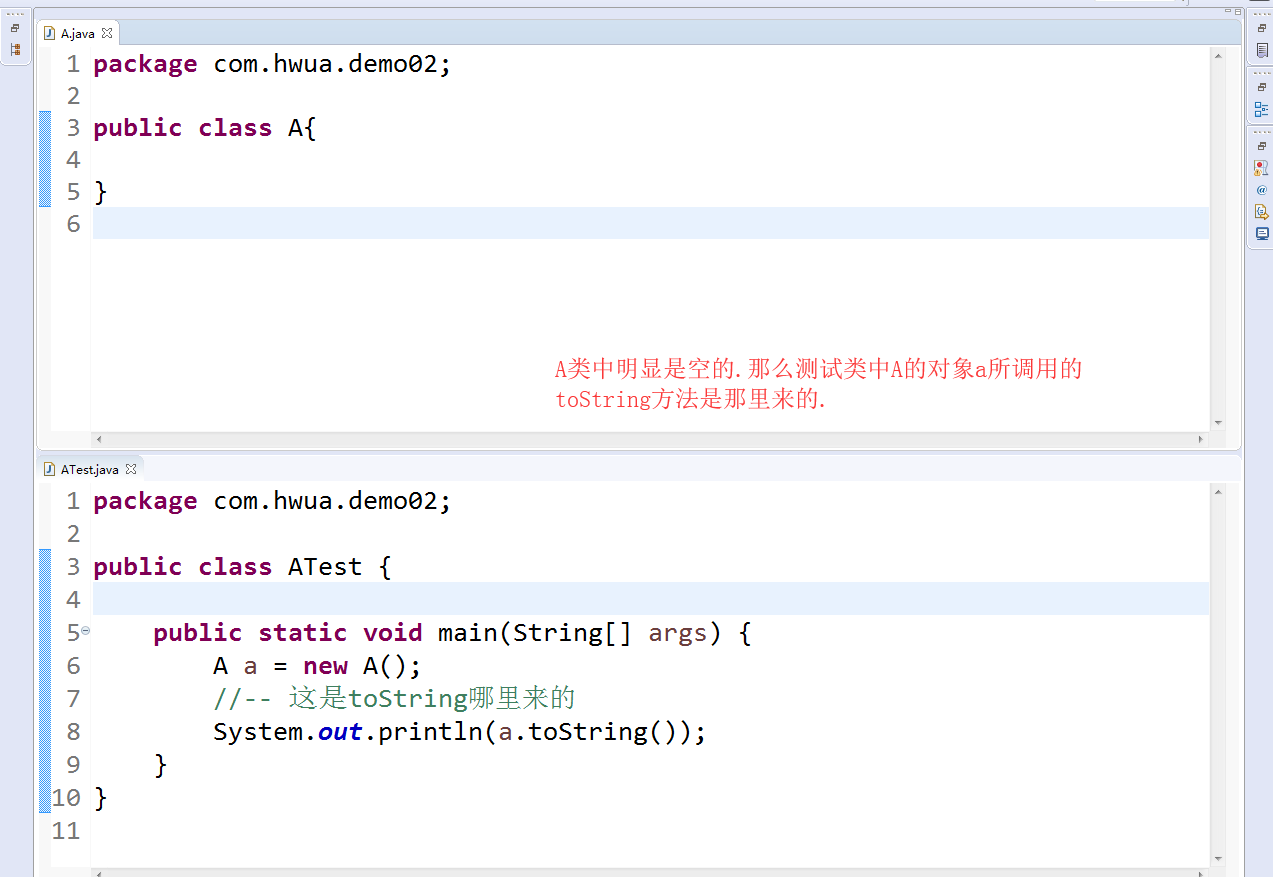 A.java
1 package com.hwua.demo02;
2
3 public class A{
4
5 }
6
A类中明显是空的.那么测试类中A的对象a所调用的
toString方法是那里来的.
ATest.java
1 package com.hwua.demo02;
2
3 public class ATest {
4
5 public static void main(String[] args) {
6 A a = new A();
7 //-- 这是toString哪里来的
8 System.out.println(a.toString());
9 }
10 }
11